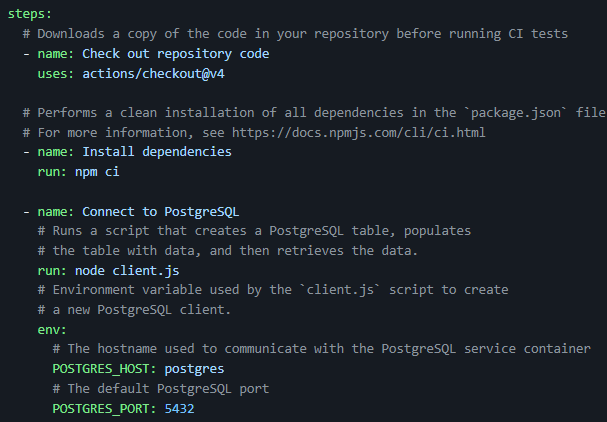 steps:
# Downloads a copy of the code in your repository before running CI tests
- name: Check out repository code
uses: actions/checkout@v4
# Performs a clean installation of all dependencies in the `package.json` file
# For more information, see https://docs.npmjs.com/cli/ci.html
- name: Install dependencies
run: npm ci
- name: Connect to PostgreSQL
# Runs a script that creates a PostgreSQL table, populates
# the table with data, and then retrieves the data.
run: node client.js
# Environment variable used by the `client.js` script to create
# a new PostgreSQL client.
env:
# The hostname used to communicate with the PostgreSQL service container
POSTGRES_HOST: postgres
# The default PostgreSQL port
POSTGRES_PORT: 5432